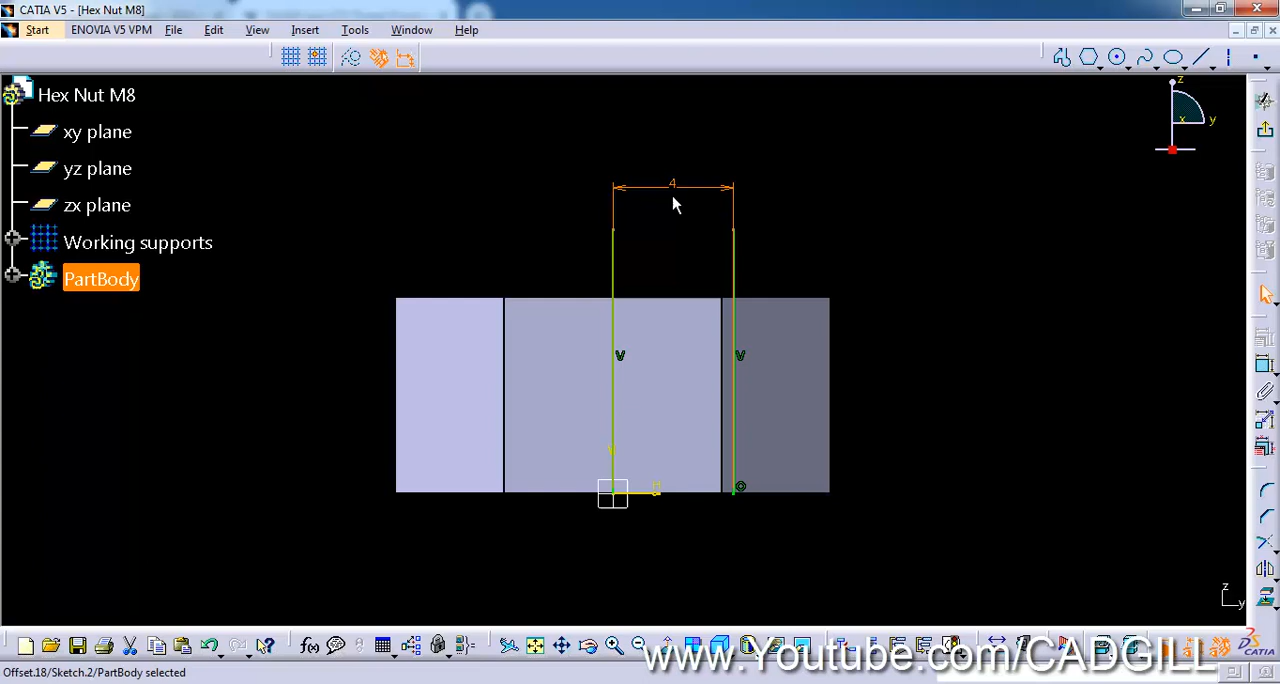 CATIA V5 - [Hex Nut M8]
Start ENOVIA V5 VPM File Edit View Insert Tools Window Help
Hex Nut M8
xy plane
yz plane
zx plane
Working supports
PartBody
z
x y
4
V V
H
z
y
f(x)
www.Youtube.com/CADGILL
CATIA
Offset.18/Sketch.2/PartBody selected